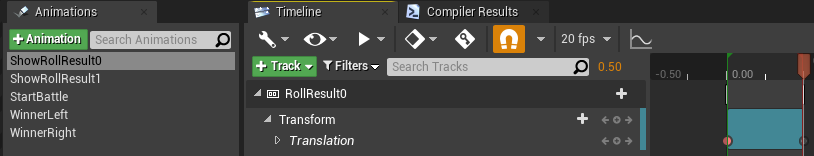 Animations
Timeline
Compiler Results
+ Animation
Search Animations
20 fps
ShowRollResult0
ShowRollResult1
StartBattle
WinnerLeft
WinnerRight
+ Track
Filters
Search Tracks
0.50
-0.50
0.00
RollResult0
Transform
Translation